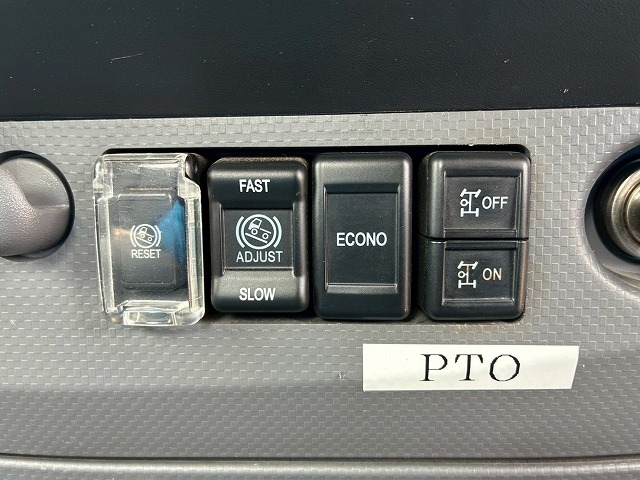 RESET
FAST
ADJUST
SLOW
ECONO
OFF
ON
PTO